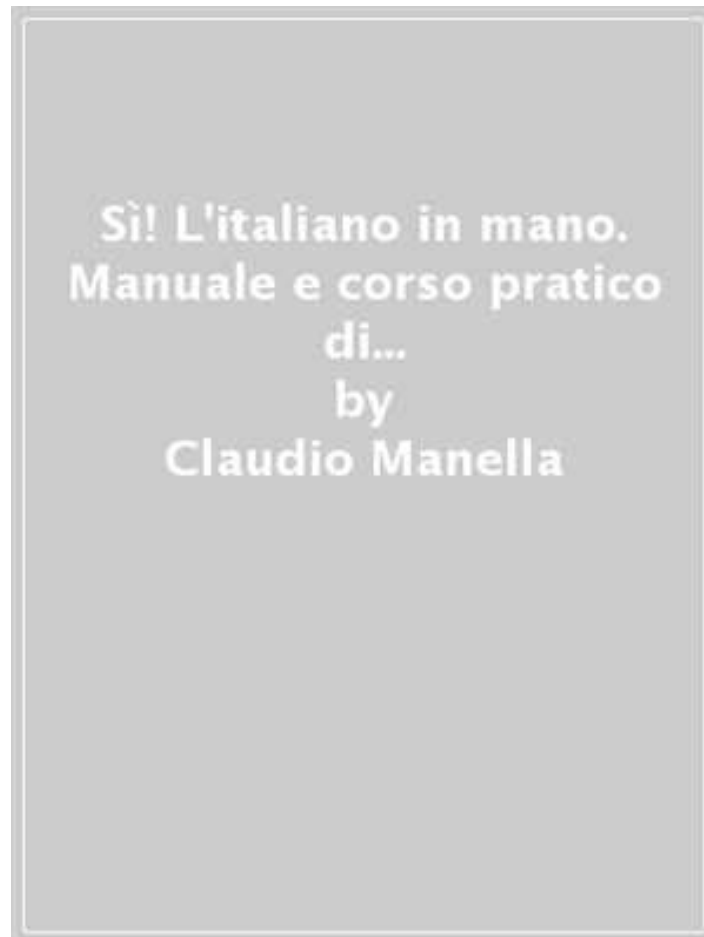 Sì! L'italiano in mano.
Manuale e corso pratico
di...
by
Claudio Manella